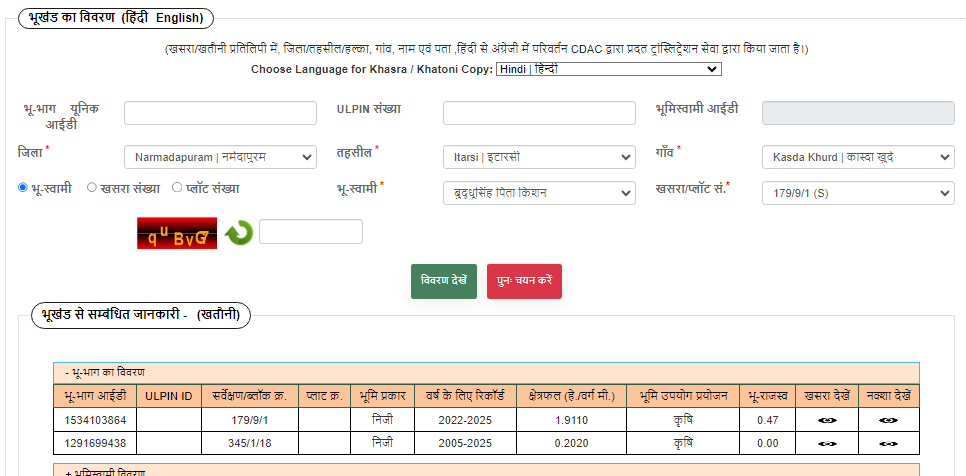 भूखंड का विवरण (हिंदी English)
(खसरा/खतौनी प्रतिलिपी में, जिला/तहसील/हल्का, गांव, नाम एवं पता ,हिंदी से अंग्रेजी में परिवर्तन CDAC द्वारा प्रदत ट्रांस्लिट्रेशन सेवा द्वारा किया जाता है।)
Choose Language for Khasra / Khatoni Copy: Hindi | हिन्दी
भू-भाग यूनिक आईडी ULPIN संख्या भूमिस्वामी आईडी
जिला * Narmadapuram | नर्मदापुरम तहसील * Itarsi | इटारसी गाँव * Kasda Khurd | कास्दा खुर्द
भू-स्वामी खसरा संख्या प्लॉट संख्या भू-स्वामी * बुद्धूसिंह पिता किशन खसरा/प्लॉट सं.* 179/9/1 (S)
q u B v G
विवरण देखें पुनः चयन करें
भूखंड से सम्बंधित जानकारी - (खतौनी)
- भू-भाग का विवरण
भू-भाग आईडी ULPIN ID सर्वेक्षण/ब्लॉक क्र. प्लाट क्र. भूमि प्रकार वर्ष के लिए रिकॉर्ड क्षेत्रफल (हे./वर्ग मी.) भूमि उपयोग प्रयोजन भू-राजस्व खसरा देखें नक्शा देखें
1534103864 179/9/1 निजी 2022-2025 1.9110 कृषि 0.47
1291699438 345/1/18 निजी 2005-2025 0.2020 कृषि 0.00
+ भूमिस्वामी विवरण